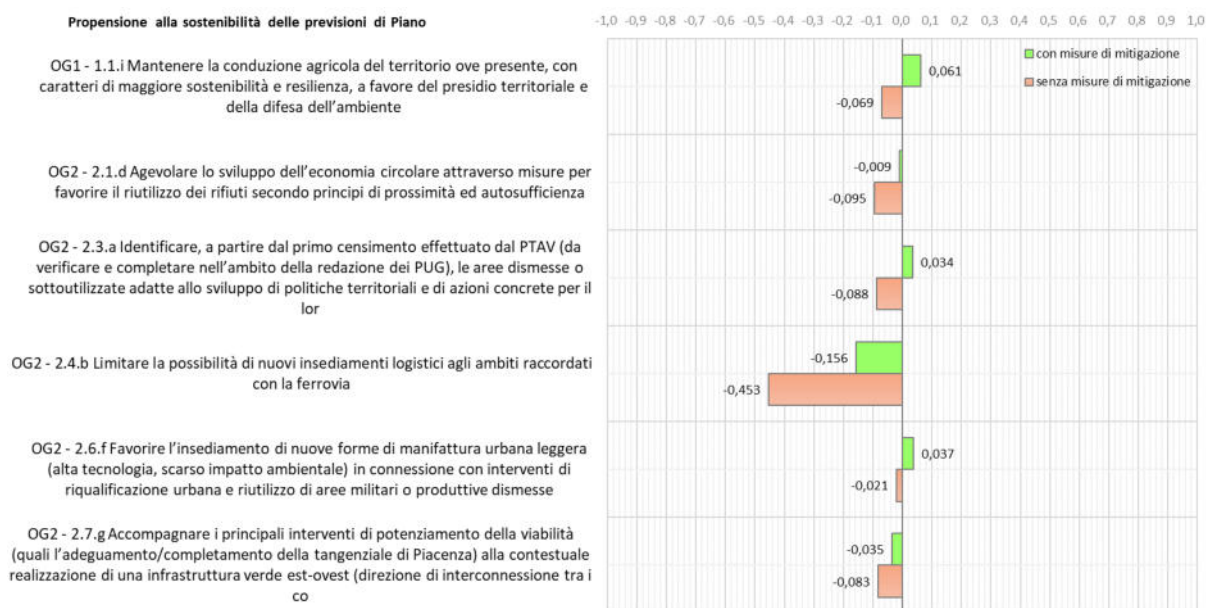 Propensione alla sostenibilità delle previsioni di Piano
-1,0 -0,9 -0,8 -0,7 -0,6 -0,5 -0,4 -0,3 -0,2 -0,1 0,0 0,1 0,2 0,3 0,4 0,5 0,6 0,7 0,8 0,9 1,0
con misure di mitigazione
senza misure di mitigazione
OG1 - 1.1.i Mantenere la conduzione agricola del territorio ove presente, con
caratteri di maggiore sostenibilità e resilienza, a favore del presidio territoriale e
della difesa dell’ambiente
0,061
-0,069
OG2 - 2.1.d Agevolare lo sviluppo dell’economia circolare attraverso misure per
favorire il riutilizzo dei rifiuti secondo principi di prossimità ed autosufficienza
-0,009
-0,095
OG2 - 2.3.a Identificare, a partire dal primo censimento effettuato dal PTAV (da
verificare e completare nell’ambito della redazione dei PUG), le aree dismesse o
sottoutilizzate adatte allo sviluppo di politiche territoriali e di azioni concrete per il
lor
0,034
-0,088
OG2 - 2.4.b Limitare la possibilità di nuovi insediamenti logistici agli ambiti raccordati
con la ferrovia
-0,156
-0,453
OG2 - 2.6.f Favorire l’insediamento di nuove forme di manifattura urbana leggera
(alta tecnologia, scarso impatto ambientale) in connessione con interventi di
riqualificazione urbana e riutilizzo di aree militari o produttive dismesse
0,037
-0,021
OG2 - 2.7.g Accompagnare i principali interventi di potenziamento della viabilità
(quali l’adeguamento/completamento della tangenziale di Piacenza) alla contestuale
realizzazione di una infrastruttura verde est-ovest (direzione di interconnessione tra i
co
-0,035
-0,083